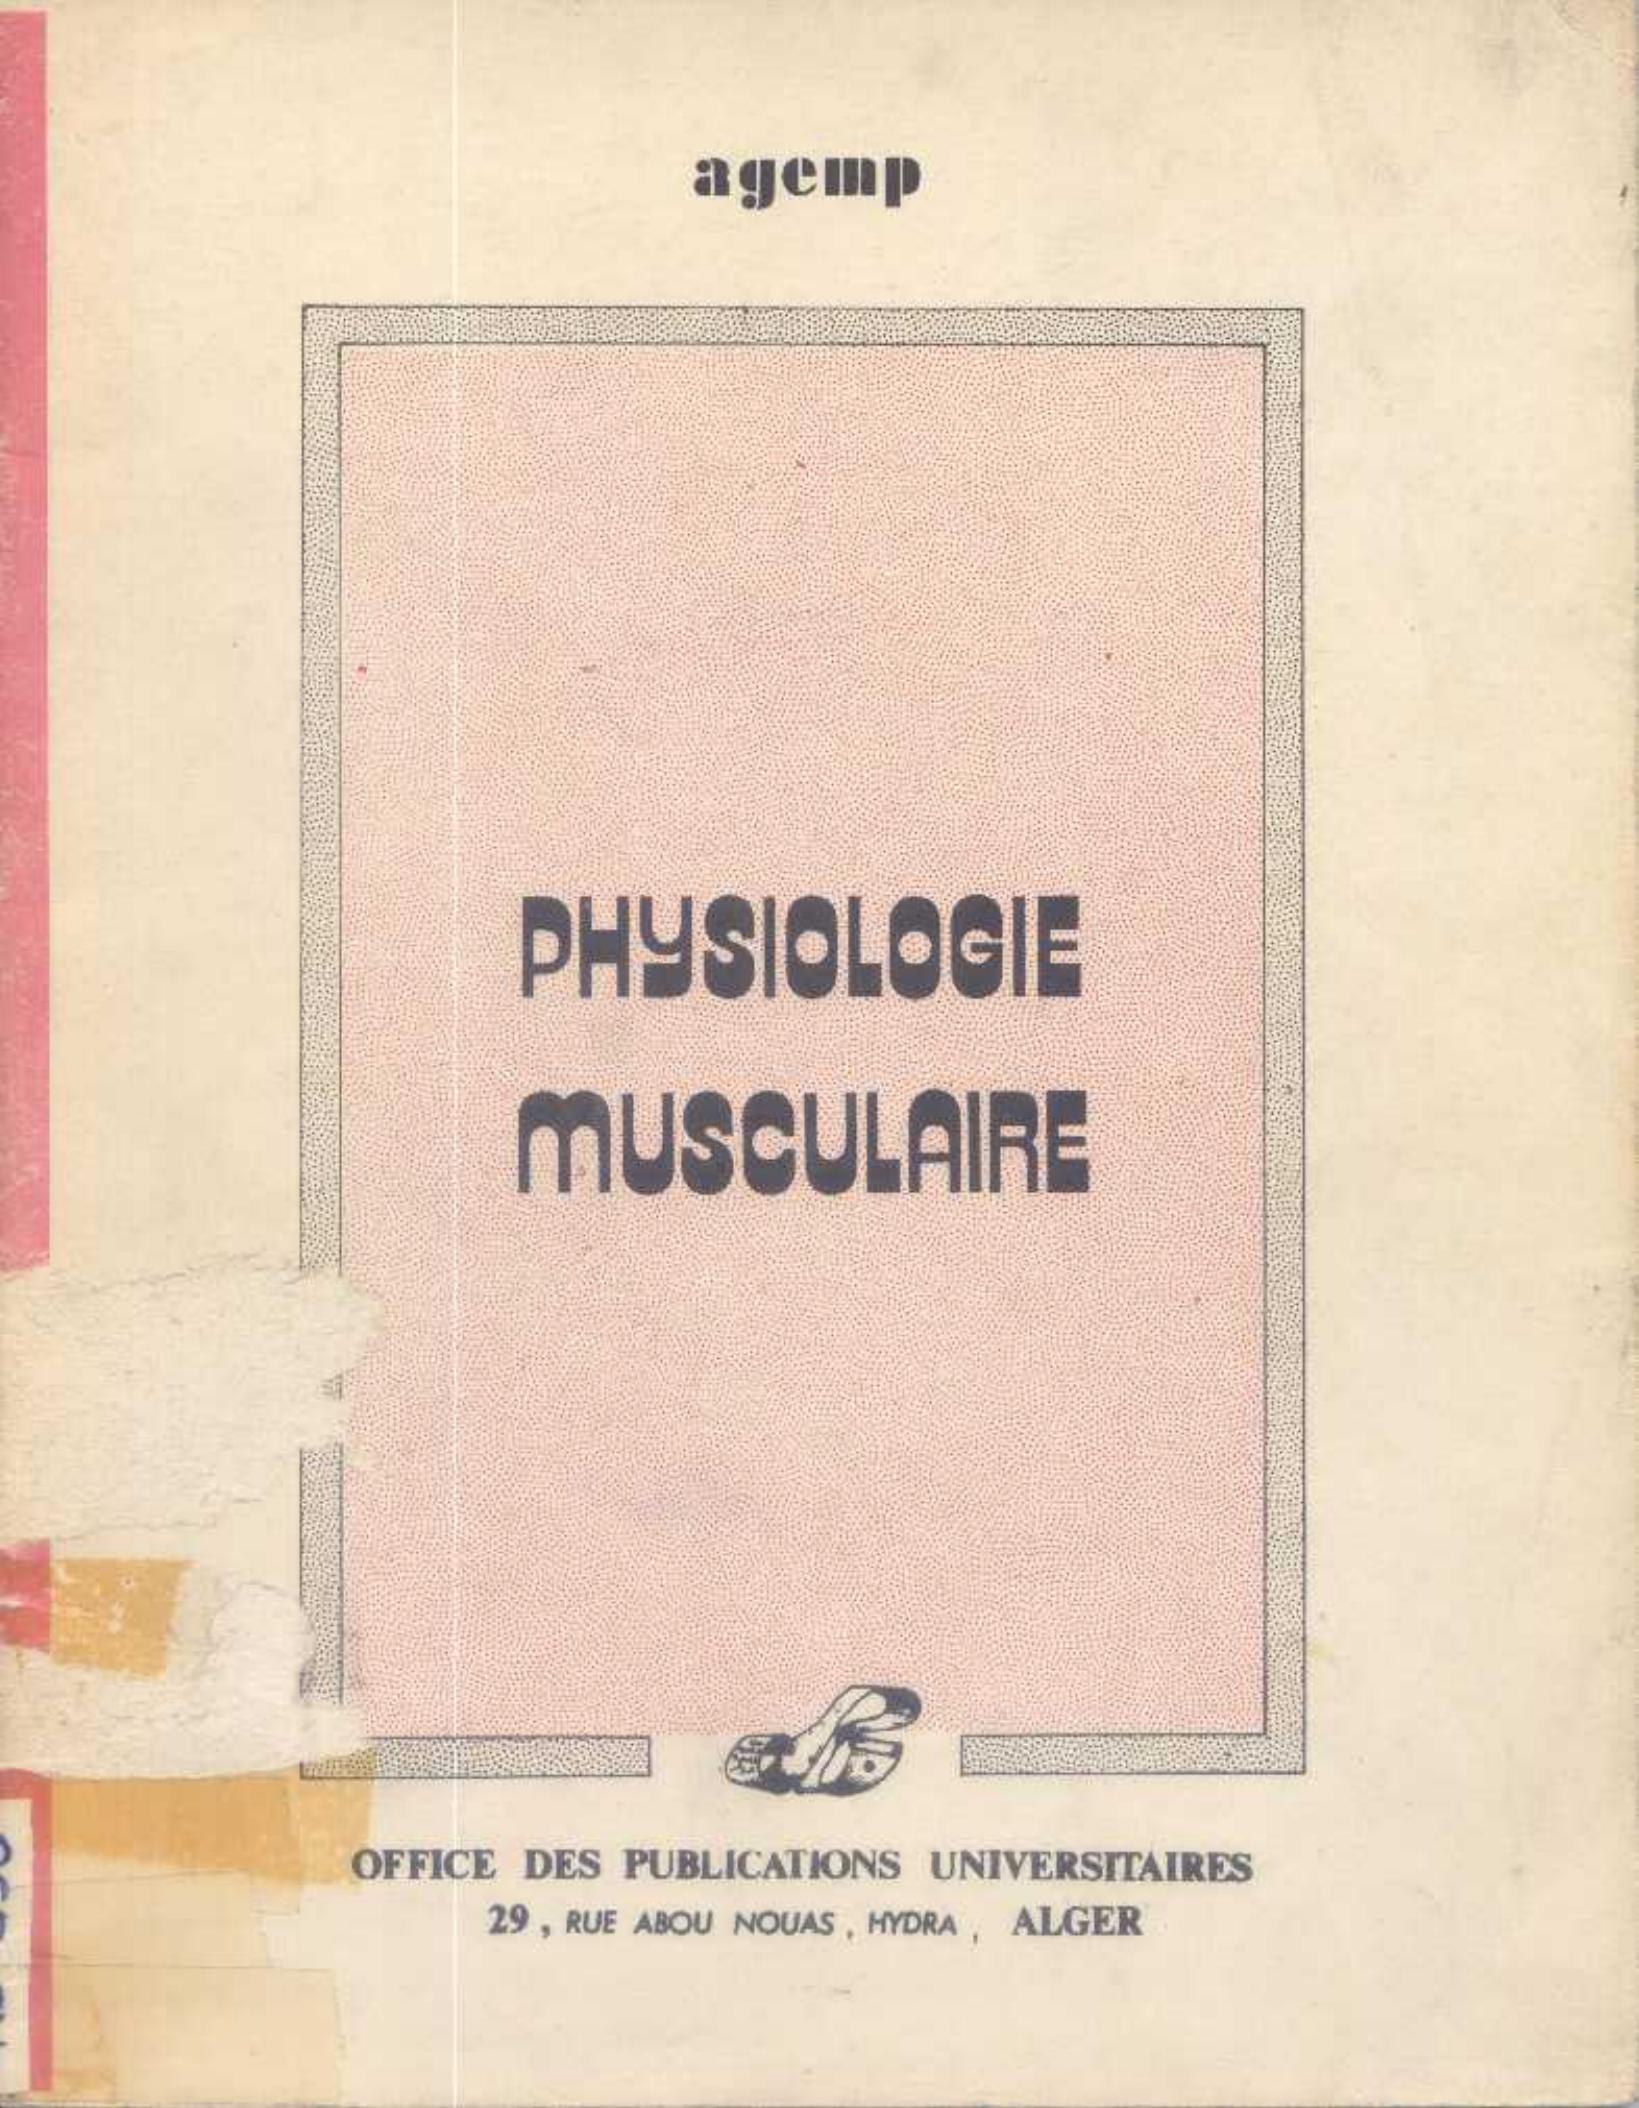 agemp
PHYSIOLOGIE
MUSCULAIRE
OFFICE DES PUBLICATIONS UNIVERSITAIRES
29 , RUE ABOU NOUAS , HYDRA , ALGER